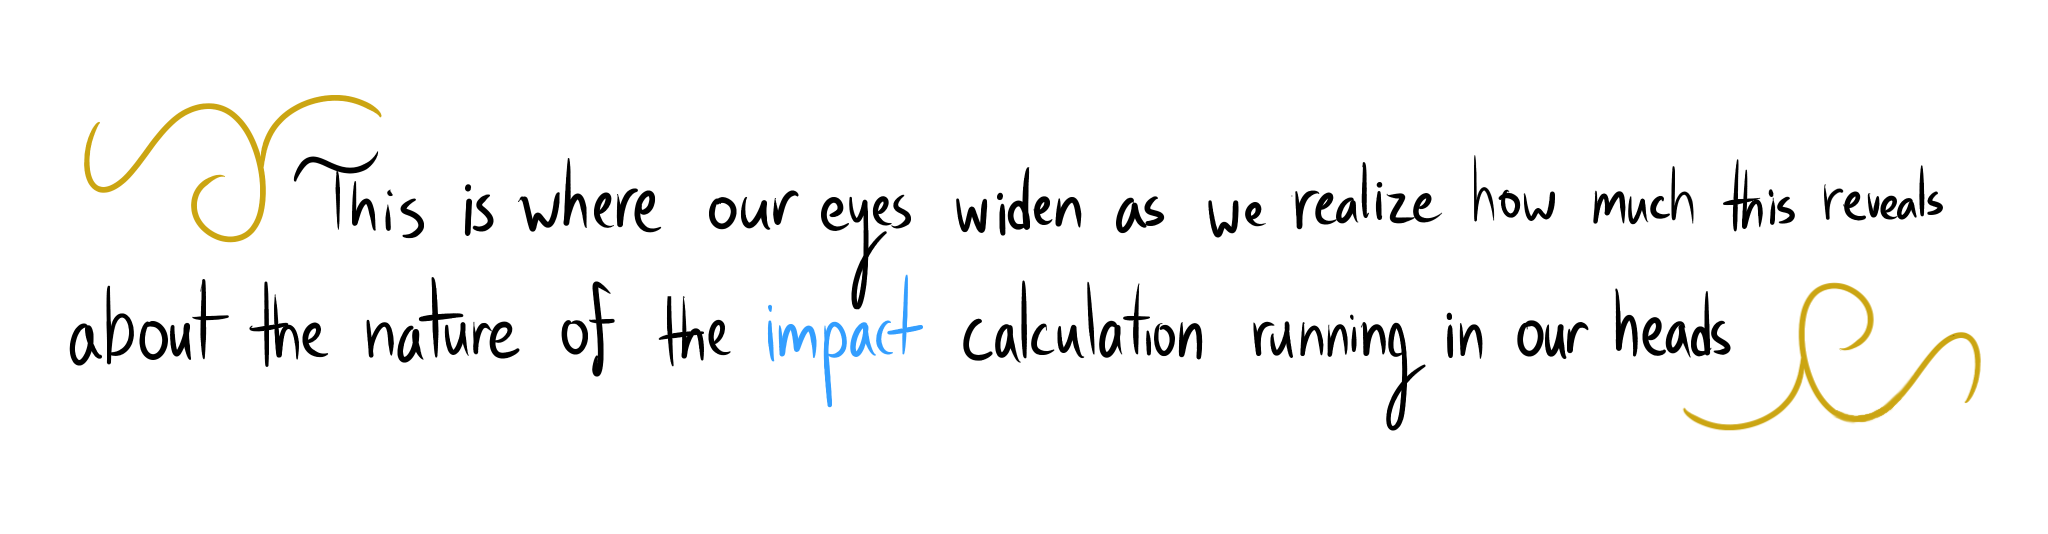 This is where our eyes widen as we realize how much this reveals
about the nature of the impact calculation running in our heads